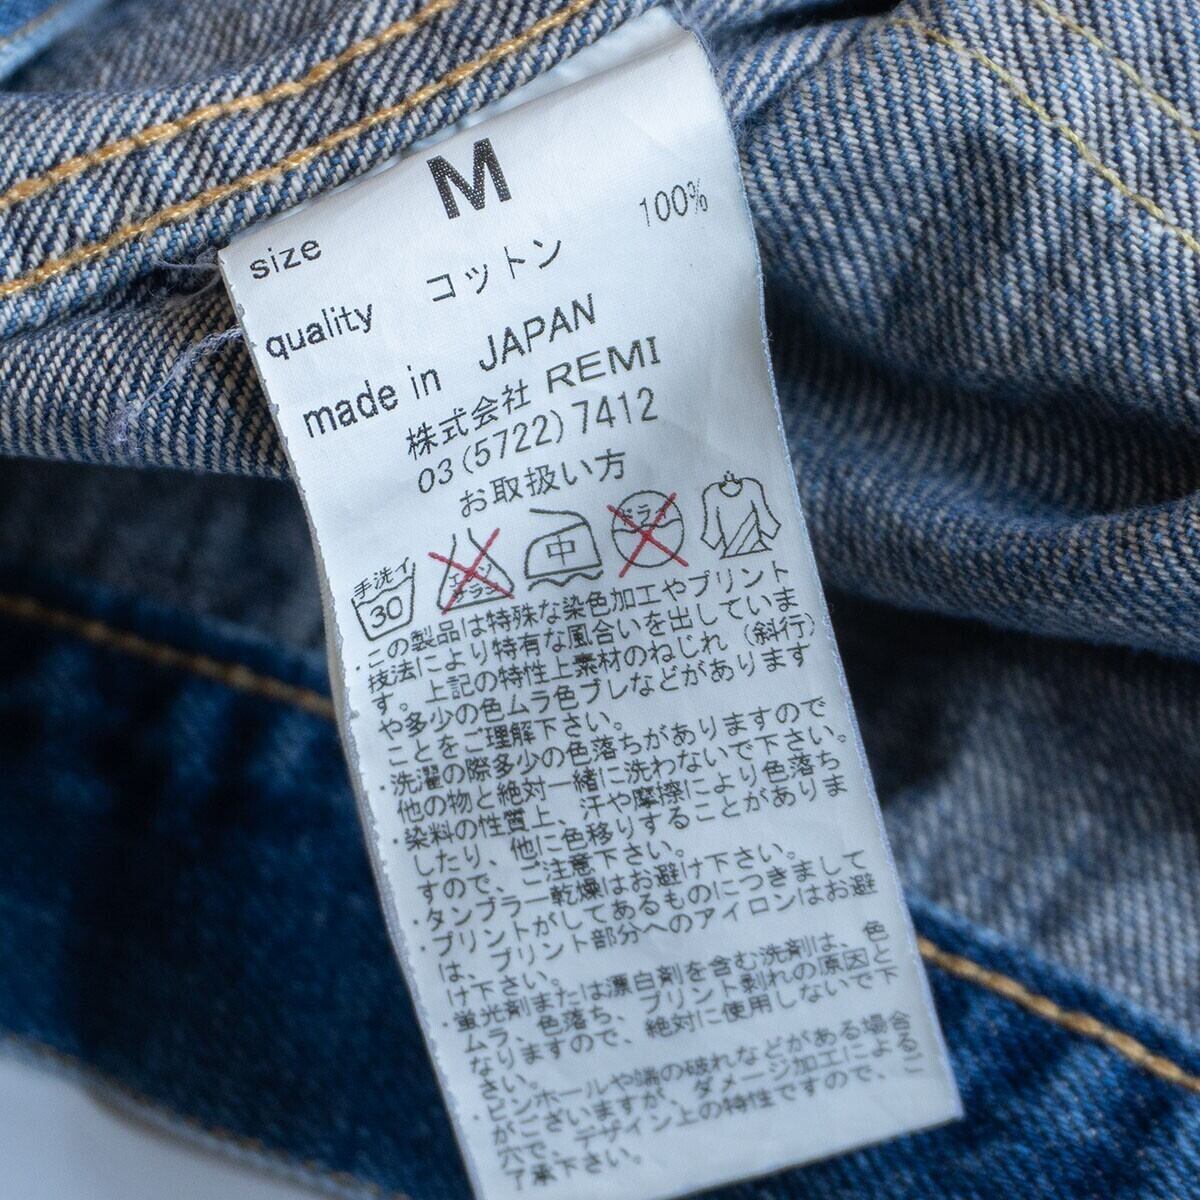 size M
quality コットン 100%
made in JAPAN
株式会社 REMI
03(5722)7412
お取扱い方
手洗イ 30 エンソ サラシ 中 ドライ
・この製品は特殊な染色加工やプリント
技法により特有な風合いを出していま
す。上記の特性上素材のねじれ（斜行）
や多少の色ムラ色ブレなどがあります
ことをご理解下さい。
・洗濯の際多少の色落ちがありますので
他の物と絶対一緒に洗わないで下さい。
・染料の性質上、汗や摩擦により色落ち
したり、他に色移りすることがありま
すので、ご注意下さい。
・タンブラー乾燥はお避け下さい。
・プリントがしてあるものにつきまして
は、プリント部分へのアイロンはお避
け下さい。
・蛍光剤または漂白剤を含む洗剤は、色
ムラ、色落ち、プリント剥れの原因と
なりますので、絶対に使用しないで下
さい。
・ピンホールや端の破れなどがある場合
がございますが、ダメージ加工によるこ
穴で、デザイン上の特性ですので、
了承下さい。